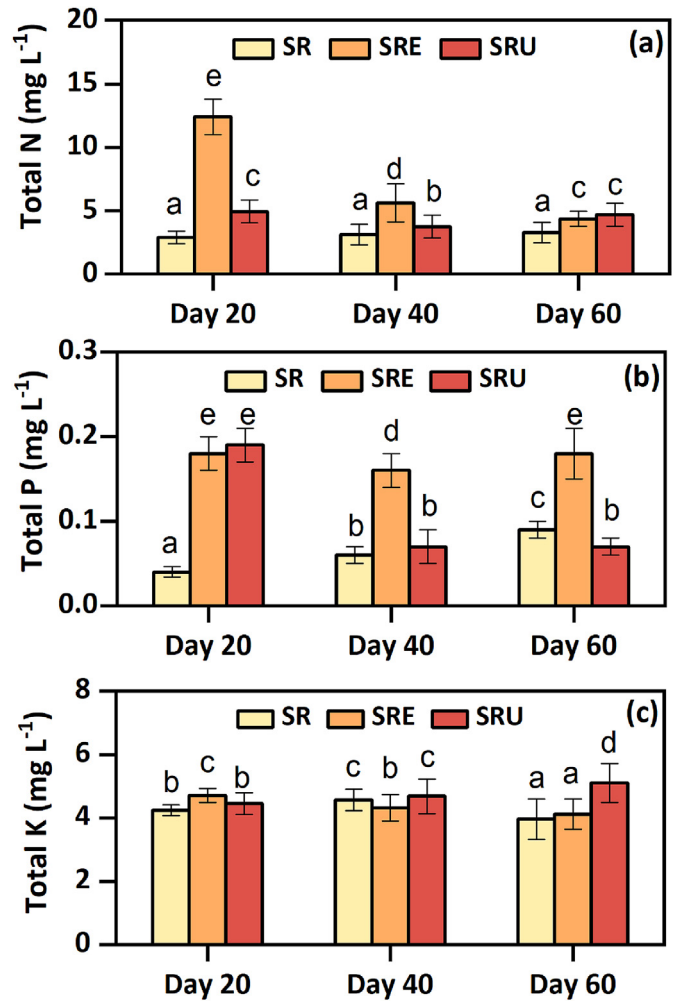 Total N (mg L⁻¹)
20
15
10
5
0
SR SRE SRU
(a)
a e c
a d b
a c c
Day 20 Day 40 Day 60
Total P (mg L⁻¹)
0.3
0.2
0.1
0.0
SR SRE SRU
(b)
a e e
b d b
c e b
Day 20 Day 40 Day 60
Total K (mg L⁻¹)
8
6
4
2
0
SR SRE SRU
(c)
b c b
c b c
a a d
Day 20 Day 40 Day 60